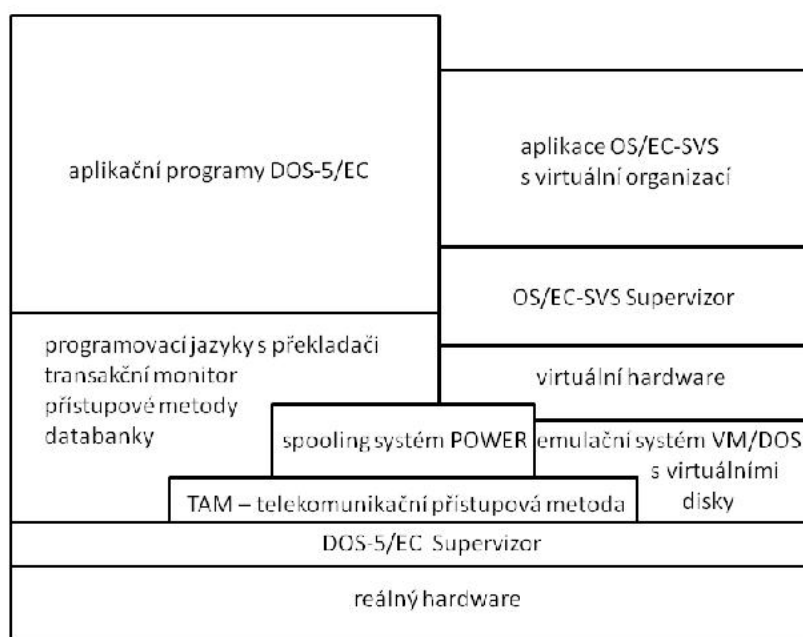 aplikační programy DOS-5/EC
aplikace OS/EC-SVS
s virtuální organizací
OS/EC-SVS Supervizor
programovací jazyky s překladači
transakční monitor
přístupové metody
databanky
virtuální hardware
spooling systém POWER
emulační systém VM/DOS
s virtuálními
disky
TAM – telekomunikační přístupová metoda
DOS-5/EC Supervizor
reálný hardware